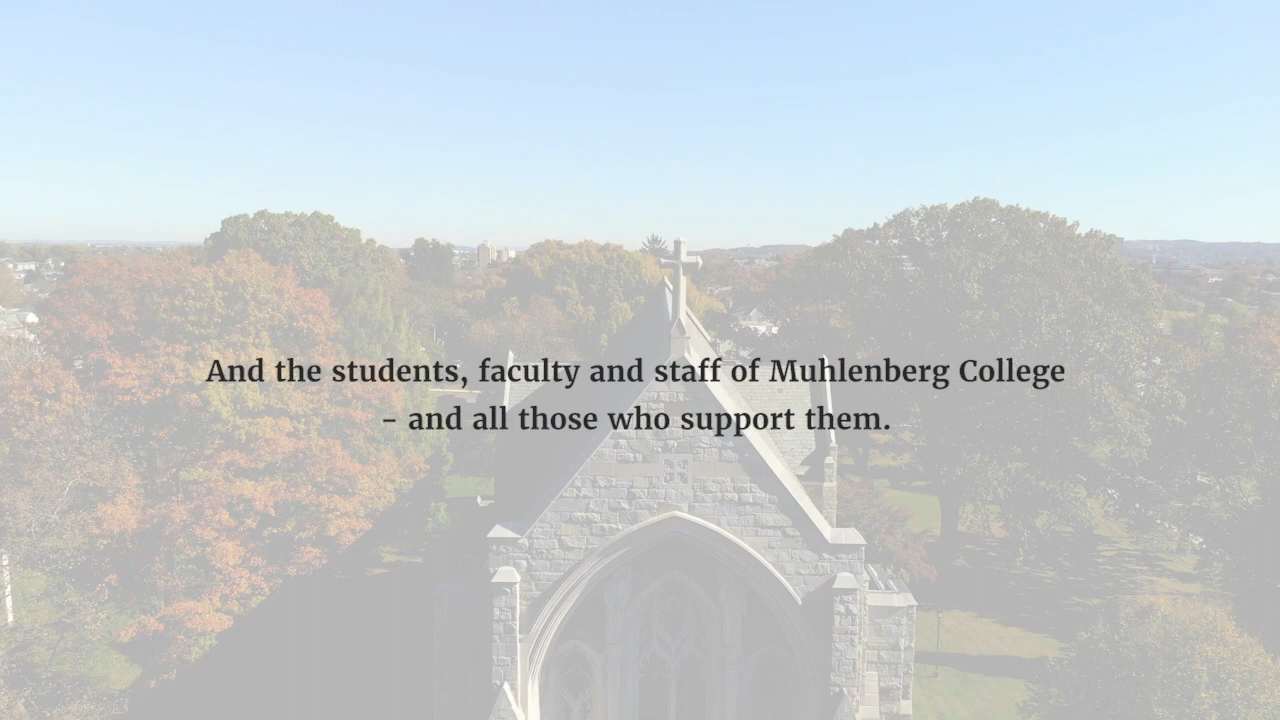 And the students, faculty and staff of Muhlenberg College
– and all those who support them.